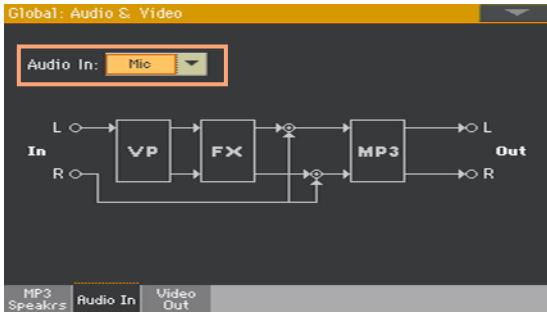 Global: Audio & Video
Audio In: Mic
L
In
R
VP
FX
MP3
L
Out
R
MP3
Speakrs
Audio In
Video
Out